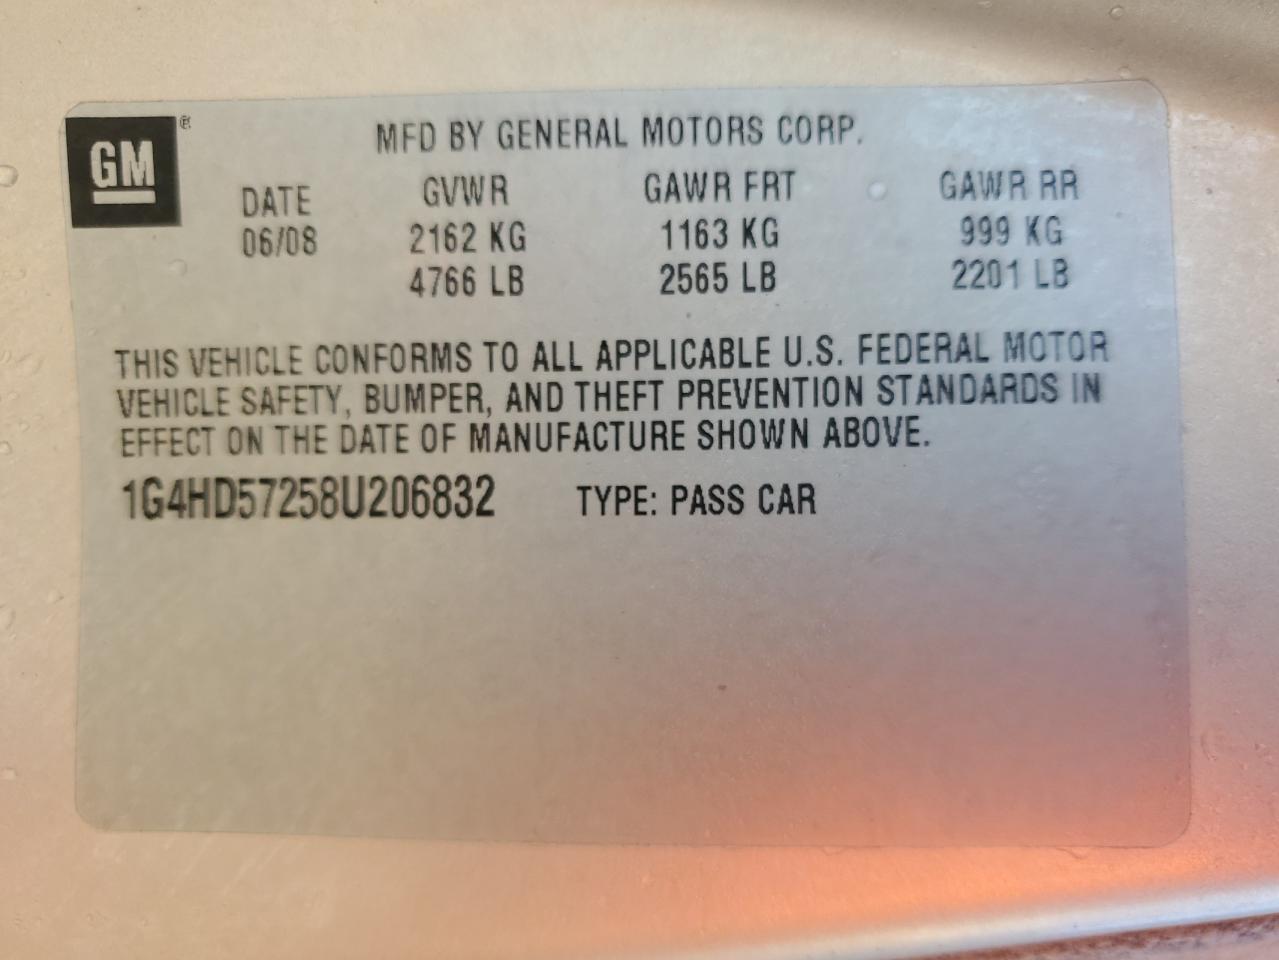 GM ®
MFD BY GENERAL MOTORS CORP.
DATE GVWR GAWR FRT GAWR RR
06/08 2162 KG 1163 KG 999 KG
4766 LB 2565 LB 2201 LB
THIS VEHICLE CONFORMS TO ALL APPLICABLE U.S. FEDERAL MOTOR
VEHICLE SAFETY, BUMPER, AND THEFT PREVENTION STANDARDS IN
EFFECT ON THE DATE OF MANUFACTURE SHOWN ABOVE.
1G4HD57258U206832 TYPE: PASS CAR